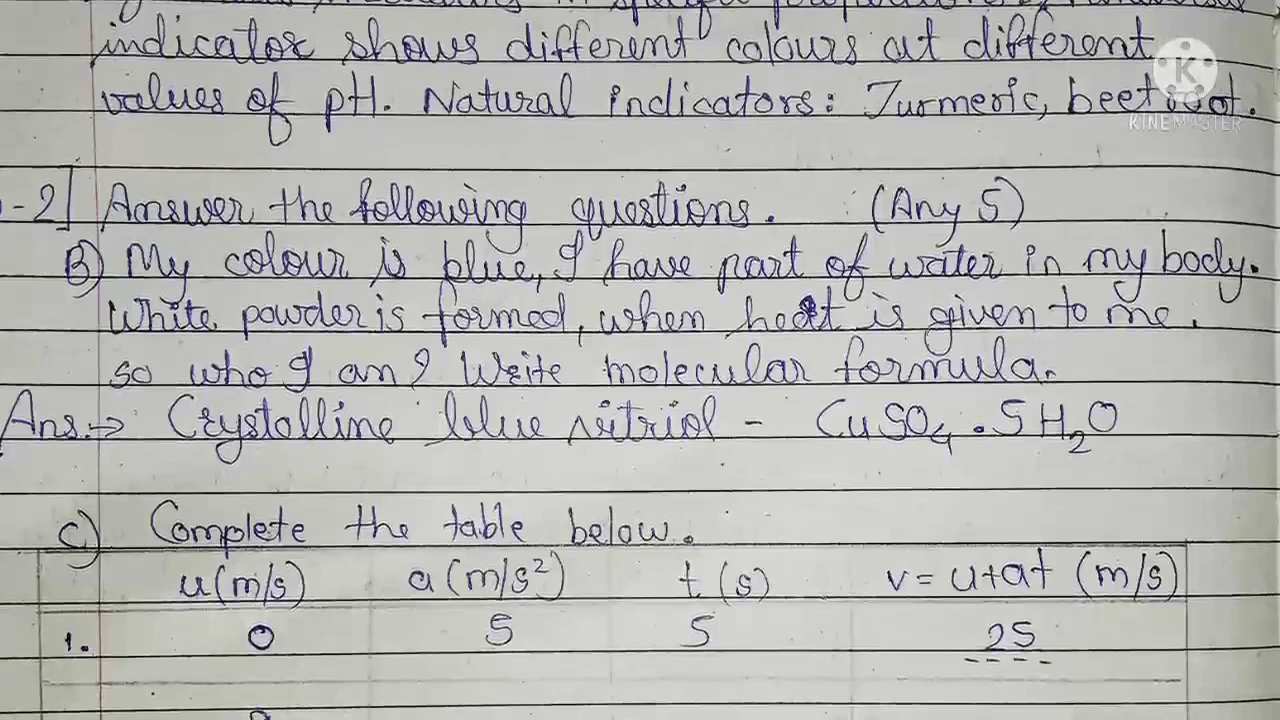 indicator shows different colours at different
values of pH. Natural indicators: Turmeric, beetroot.
K
KINEMASTER
-2] Answer the following questions. (Any 5)
B) My colour is blue, I have part of water in my body.
White powder is formed, when heat is given to me.
so who I am? Write molecular formula.
Ans.→ Crystalline blue vitriol - CuSO₄.5H₂O
C) Complete the table below.
u(m/s) a(m/s²) t(s) v=u+at (m/s)
1. 0 5 5 25